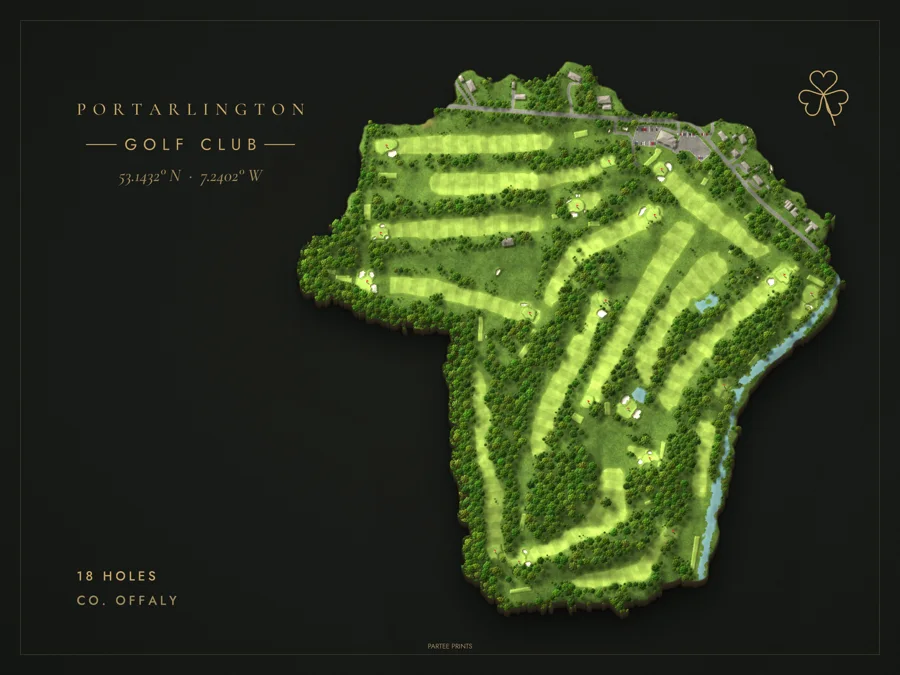 PORTARLINGTON
GOLF CLUB
53.1432° N · 7.2402° W
18 HOLES
CO. OFFALY
PARTEE PRINTS